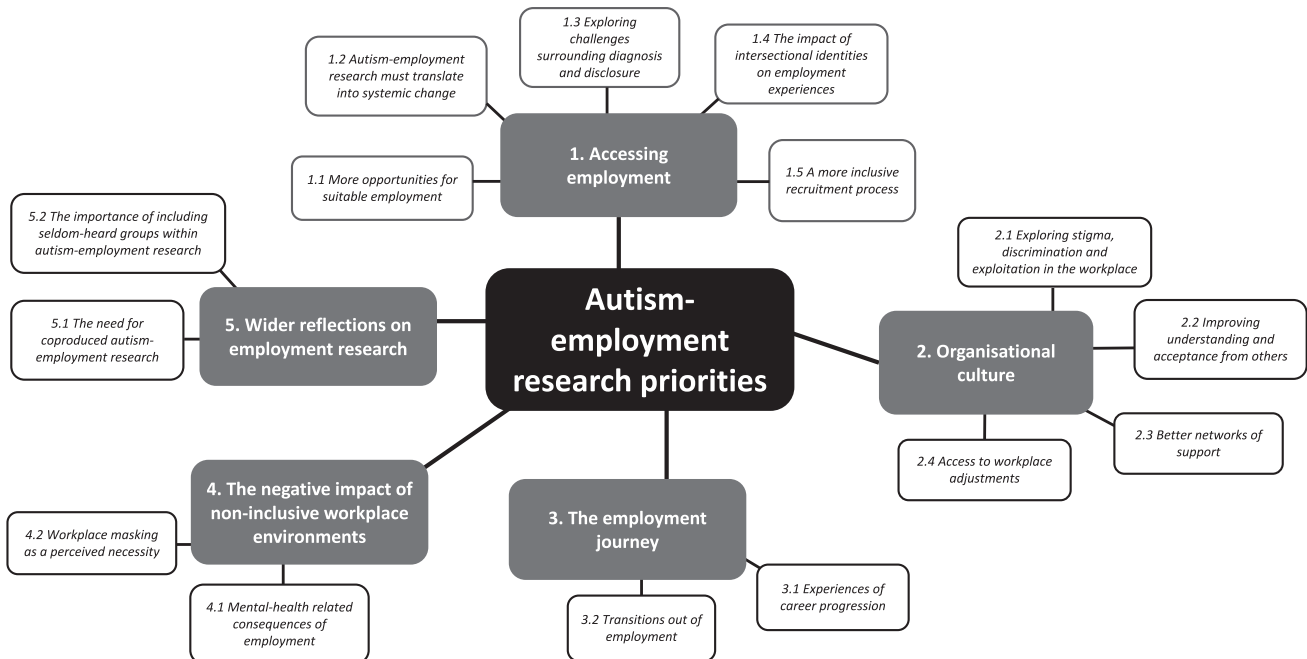 1.1 More opportunities for
suitable employment
1.2 Autism-employment
research must translate
into systemic change
1.3 Exploring
challenges
surrounding diagnosis
and disclosure
1.4 The impact of
intersectional identities
on employment
experiences
1.5 A more inclusive
recruitment process
1. Accessing
employment
Autism-
employment
research priorities
2. Organisational
culture
2.1 Exploring stigma,
discrimination and
exploitation in the workplace
2.2 Improving
understanding and
acceptance from others
2.3 Better networks of
support
2.4 Access to workplace
adjustments
3. The employment
journey
3.1 Experiences of
career progression
3.2 Transitions out of
employment
4. The negative impact of
non-inclusive workplace
environments
4.1 Mental-health related
consequences of
employment
4.2 Workplace masking
as a perceived necessity
5. Wider reflections on
employment research
5.1 The need for
coproduced autism-
employment research
5.2 The importance of including
seldom-heard groups within
autism-employment research